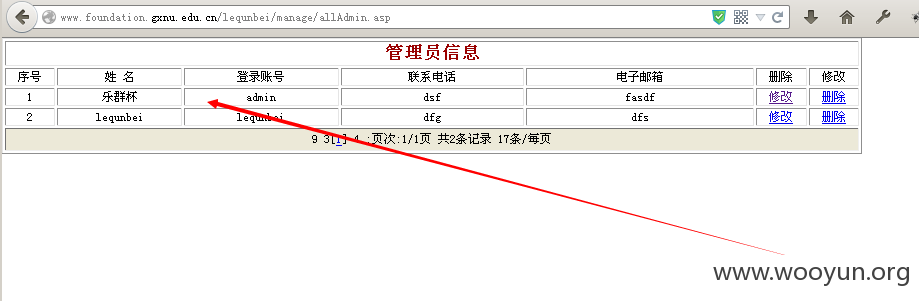 www.foundation.gxnu.edu.cn/lequnbei/manage/allAdmin.asp
管理员信息
序号 姓 名 登录账号 联系电话 电子邮箱 删除 修改
1 乐群杯 admin dsf fasdf 修改 删除
2 lequnbei lequnbei dfg dfs 修改 删除
9 3[1] 4 :页次:1/1页 共2条记录 17条/每页
www.wooyun.org